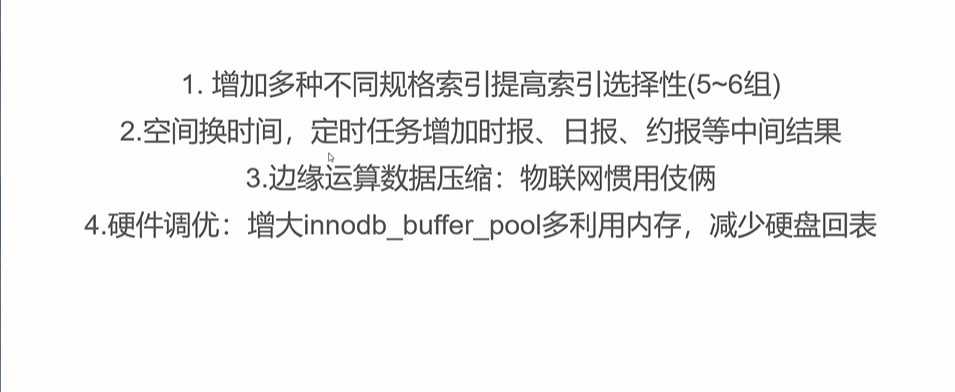 1. 增加多种不同规格索引提高索引选择性(5~6组)
2.空间换时间，定时任务增加时报、日报、约报等中间结果
3.边缘运算数据压缩：物联网惯用伎俩
4.硬件调优：增大innodb_buffer_pool多利用内存，减少硬盘回表